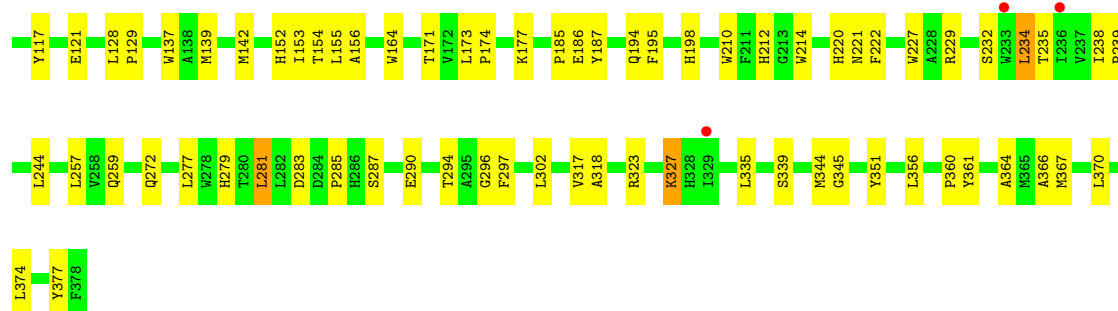 Y117 E121 L128 P129 W137 A138 M139 M142 H152 I153 T154 L155 A156 W164 T171 V172 L173 P174 K177 P185 E186 Y187 Q194 F195 H198 W210 F211 H212 G213 W214 H220 N221 F222 W227 A228 R229 S232 W233 L234 T235 I236 V237 I238
L244 L257 V258 Q259 Q272 L277 W278 H279 T280 L281 L282 D283 D284 P285 H286 S287 E290 T294 A295 G296 F297 L302 V317 A318 R323 K327 H328 I329 L335 S339 M344 G345 Y351 L356 P360 Y361 A364 M365 A366 M367 L370
L374 Y377 F378